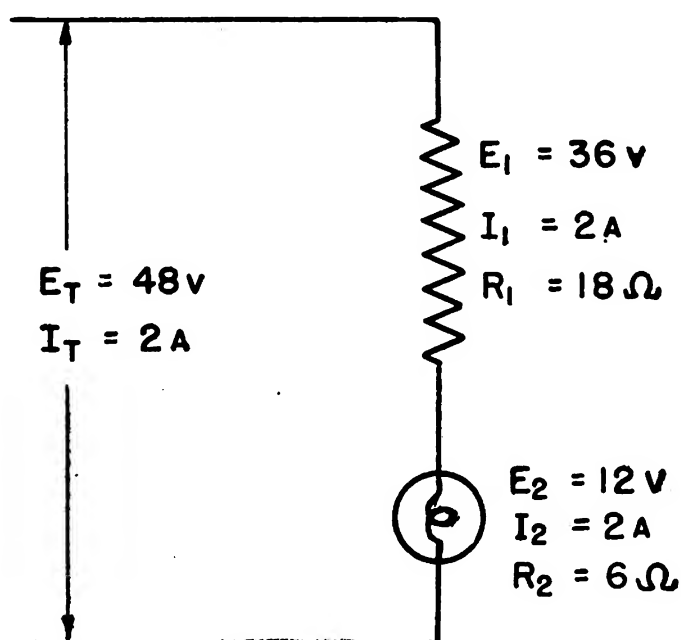 E₁ = 36 V
I₁ = 2 A
R₁ = 18 Ω
E_T = 48 V
I_T = 2 A
E₂ = 12 V
I₂ = 2 A
R₂ = 6 Ω